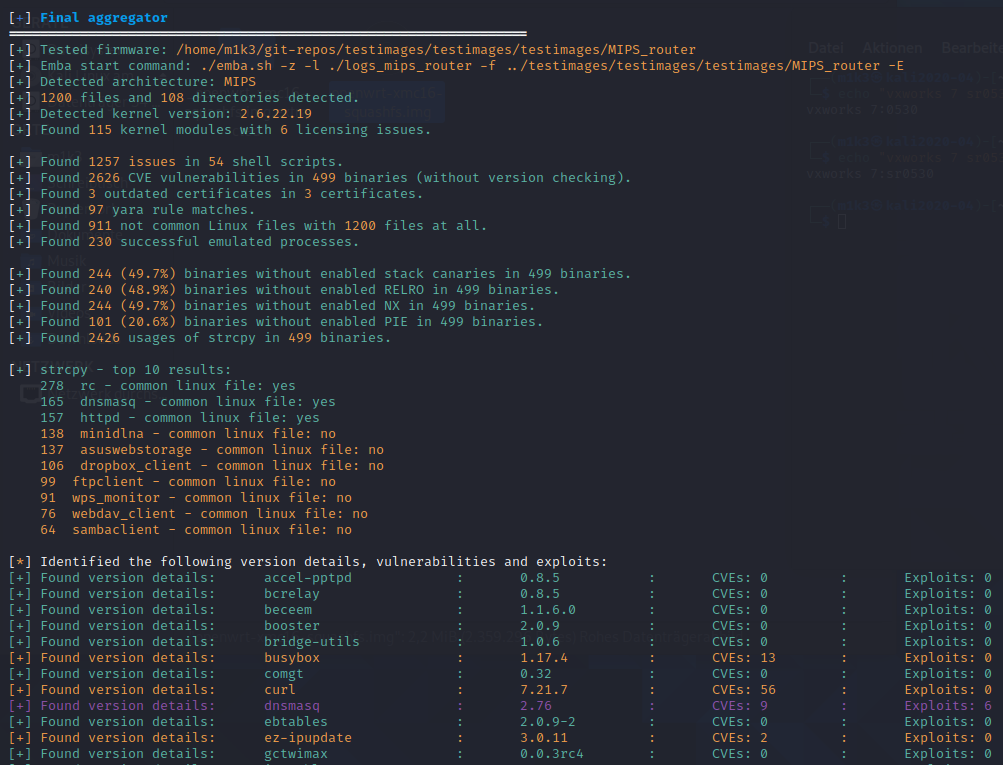 [+] Final aggregator
[+] Tested firmware: /home/m1k3/git-repos/testimages/testimages/testimages/MIPS_router
[+] Emba start command: ./emba.sh -z -l ./logs_mips_router -f ../testimages/testimages/testimages/MIPS_router -E
[+] Detected architecture: MIPS
[+] 1200 files and 108 directories detected.
[+] Detected kernel version: 2.6.22.19
[+] Found 115 kernel modules with 6 licensing issues.
[+] Found 1257 issues in 54 shell scripts.
[+] Found 2626 CVE vulnerabilities in 499 binaries (without version checking).
[+] Found 3 outdated certificates in 3 certificates.
[+] Found 97 yara rule matches.
[+] Found 911 not common Linux files with 1200 files at all.
[+] Found 230 successful emulated processes.
[+] Found 244 (49.7%) binaries without enabled stack canaries in 499 binaries.
[+] Found 240 (48.9%) binaries without enabled RELRO in 499 binaries.
[+] Found 244 (49.7%) binaries without enabled NX in 499 binaries.
[+] Found 101 (20.6%) binaries without enabled PIE in 499 binaries.
[+] Found 2426 usages of strcpy in 499 binaries.
[+] strcpy - top 10 results:
278 rc - common linux file: yes
165 dnsmasq - common linux file: yes
157 httpd - common linux file: yes
138 minidlna - common linux file: no
137 asuswebstorage - common linux file: no
106 dropbox_client - common linux file: no
99 ftpclient - common linux file: no
91 wps_monitor - common linux file: no
76 webdav_client - common linux file: no
64 sambaclient - common linux file: no
[*] Identified the following version details, vulnerabilities and exploits:
[+] Found version details: accel-pptpd : 0.8.5 : CVEs: 0 : Exploits: 0
[+] Found version details: bcrelay : 0.8.5 : CVEs: 0 : Exploits: 0
[+] Found version details: beceem : 1.1.6.0 : CVEs: 0 : Exploits: 0
[+] Found version details: booster : 2.0.9 : CVEs: 0 : Exploits: 0
[+] Found version details: bridge-utils : 1.0.6 : CVEs: 0 : Exploits: 0
[+] Found version details: busybox : 1.17.4 : CVEs: 13 : Exploits: 0
[+] Found version details: comgt : 0.32 : CVEs: 0 : Exploits: 0
[+] Found version details: curl : 7.21.7 : CVEs: 56 : Exploits: 0
[+] Found version details: dnsmasq : 2.76 : CVEs: 9 : Exploits: 6
[+] Found version details: ebtables : 2.0.9-2 : CVEs: 0 : Exploits: 0
[+] Found version details: ez-ipupdate : 3.0.11 : CVEs: 2 : Exploits: 0
[+] Found version details: gctwimax : 0.0.3rc4 : CVEs: 0 : Exploits: 0
Datei Aktionen
vxworks 7:0530
vxworks 7:sr0530